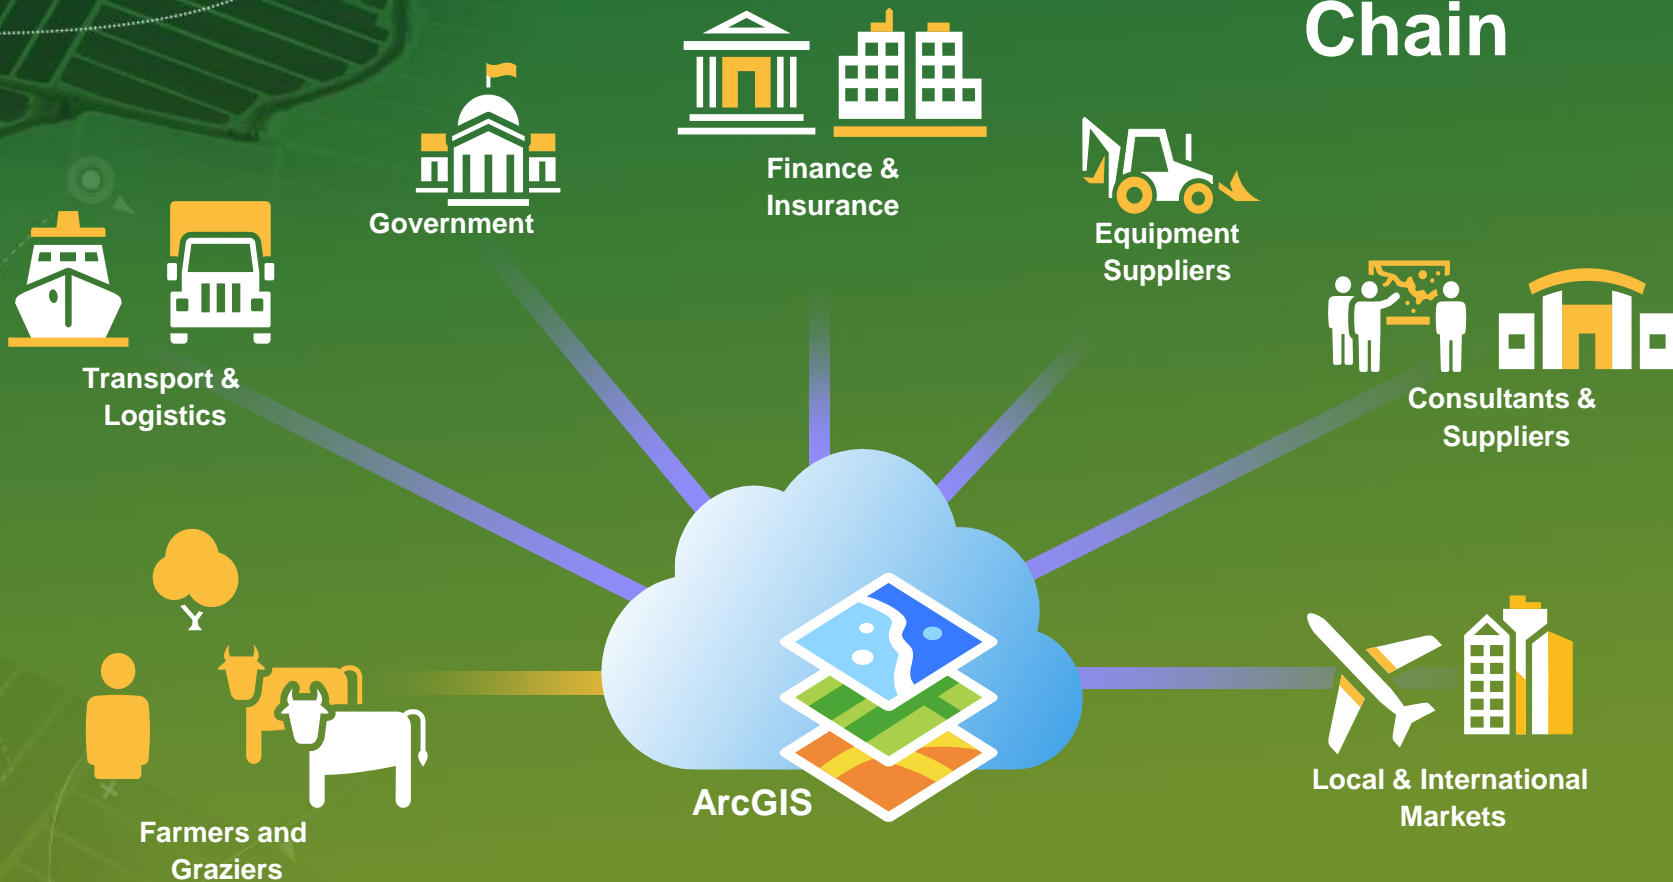 Chain
Finance &
Insurance
Government
Equipment
Suppliers
Transport &
Logistics
Consultants &
Suppliers
ArcGIS
Local & International
Markets
Farmers and
Graziers